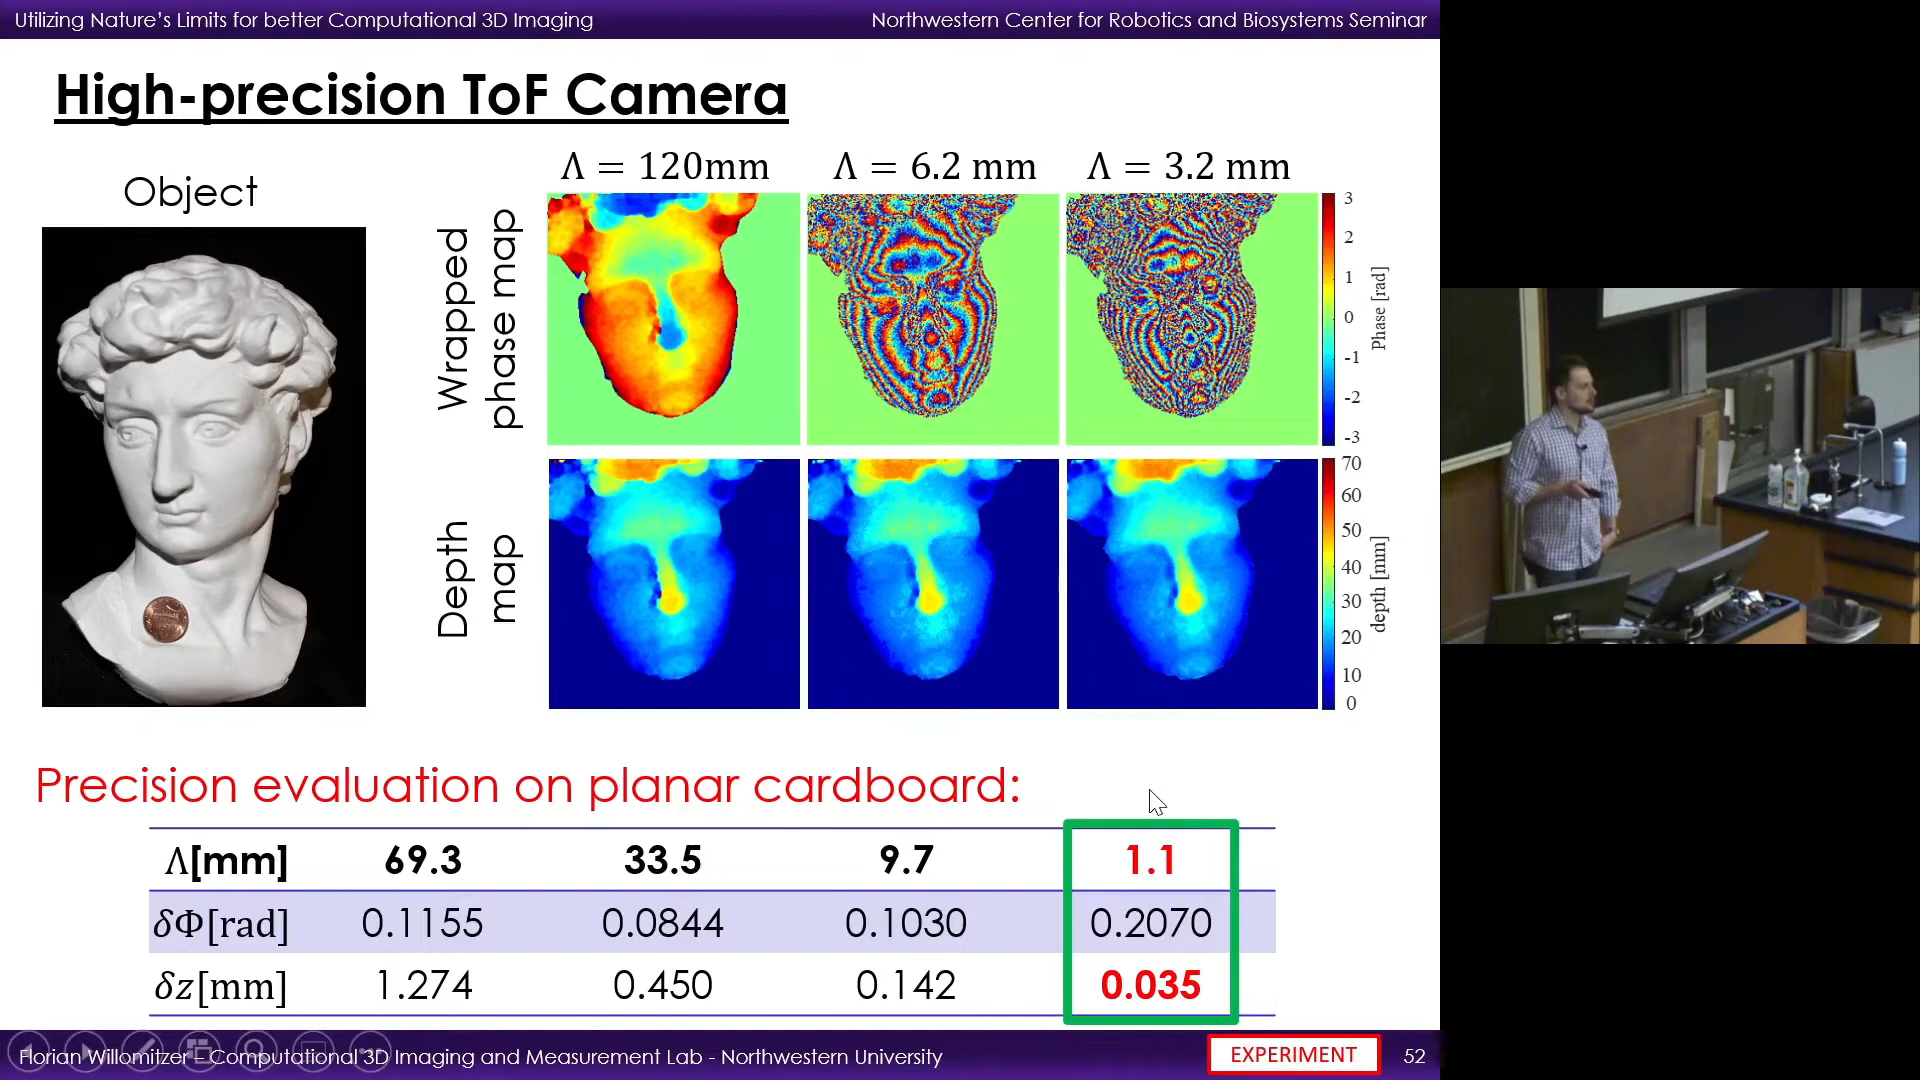 Utilizing Nature's Limits for better Computational 3D Imaging
Northwestern Center for Robotics and Biosystems Seminar
High-precision ToF Camera
Object
Λ = 120mm
Λ = 6.2 mm
Λ = 3.2 mm
Wrapped
phase map
3
2
1
0
-1
-2
-3
Phase [rad]
Depth
map
70
60
50
40
30
20
10
0
depth [mm]
Precision evaluation on planar cardboard:
Λ[mm] 69.3 33.5 9.7 1.1
δΦ[rad] 0.1155 0.0844 0.1030 0.2070
δz[mm] 1.274 0.450 0.142 0.035
Florian Willomitzer – Computational 3D Imaging and Measurement Lab - Northwestern University
EXPERIMENT
52